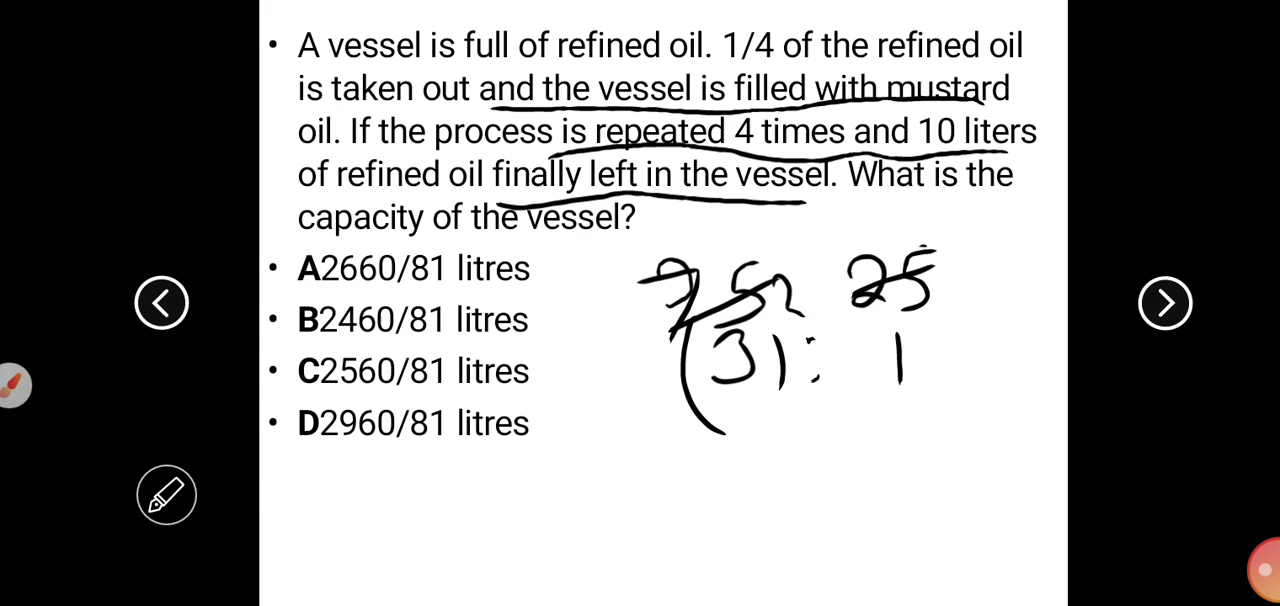 • A vessel is full of refined oil. 1/4 of the refined oil
is taken out and the vessel is filled with mustard
oil. If the process is repeated 4 times and 10 liters
of refined oil finally left in the vessel. What is the
capacity of the vessel?
• A2660/81 litres
• B2460/81 litres
• C2560/81 litres
• D2960/81 litres
75 25
(3) : 1